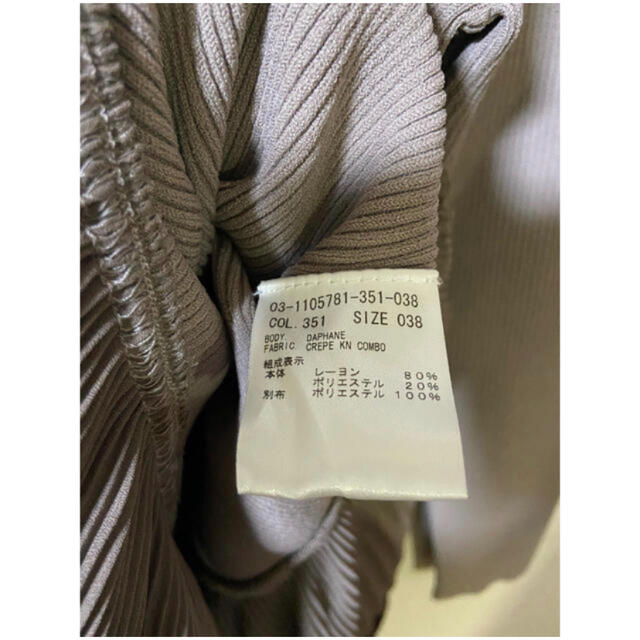 03-1105781-351-038
COL. 351 SIZE 038
BODY. DAPHANE
FABRIC. CREPE KN COMBO
組成表示
本体 レーヨン 80%
ポリエステル 20%
別布 ポリエステル 100%